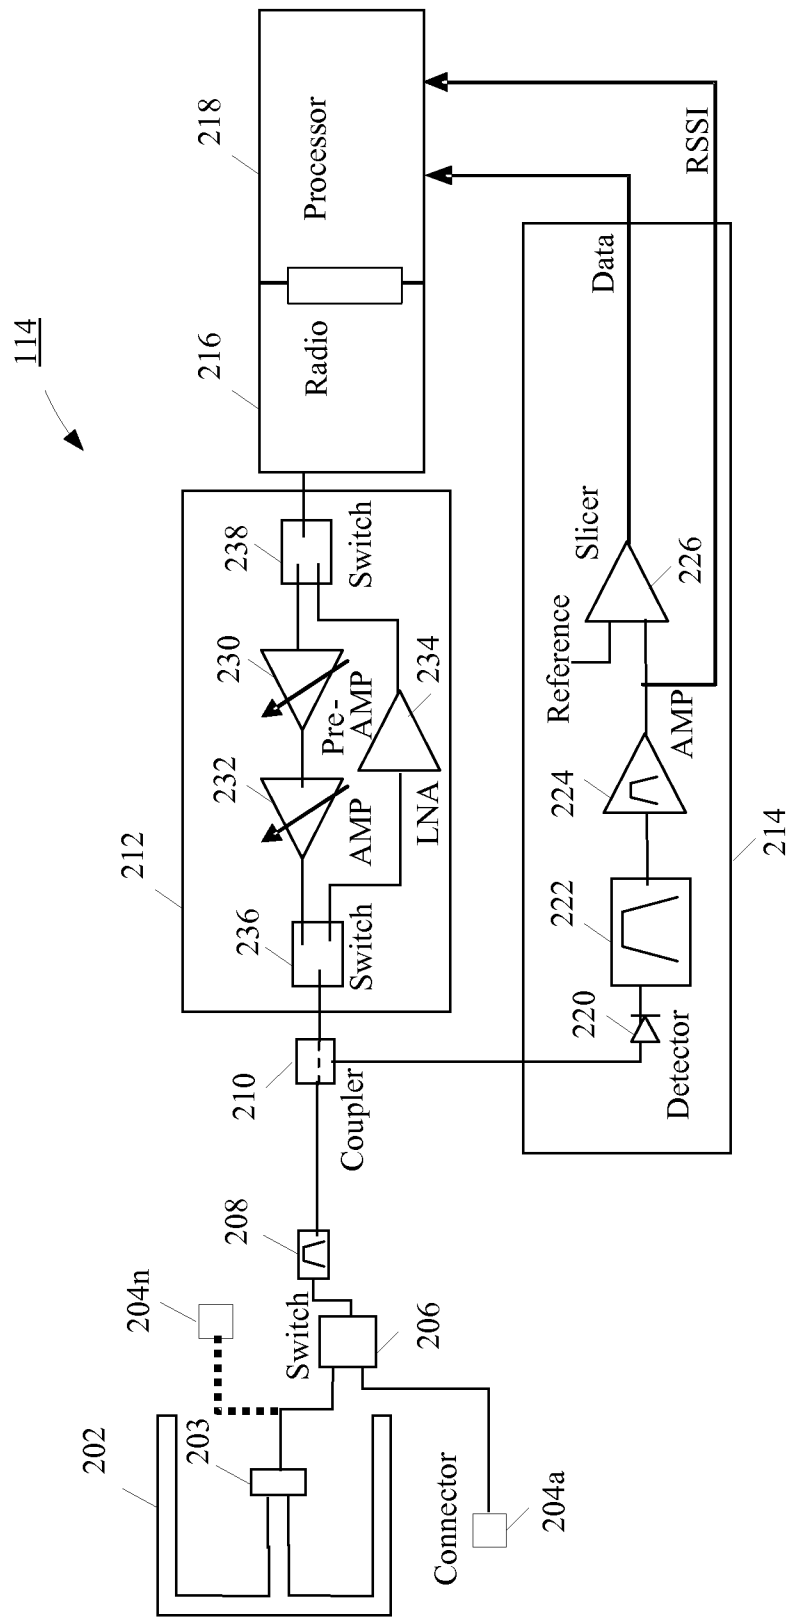 114
202
203
204n
Switch
206
Connector
204a
208
210
Coupler
212
236
Switch
232
AMP
230
Pre-
AMP
LNA
234
238
Switch
216
Radio
218
Processor
220
Detector
222
224
AMP
Reference
Slicer
226
Data
RSSI
214